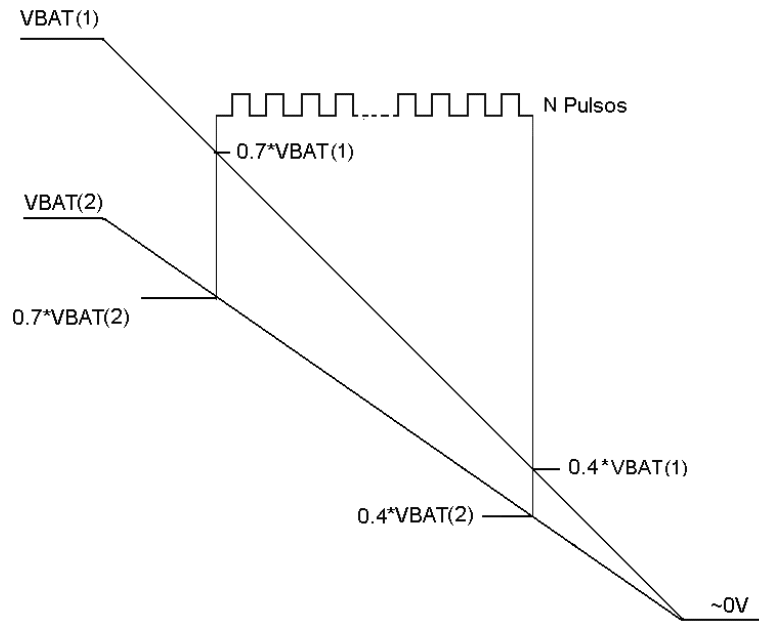 VBAT(1)
N Pulsos
0.7*VBAT(1)
VBAT(2)
0.7*VBAT(2)
0.4*VBAT(1)
0.4*VBAT(2)
~0V